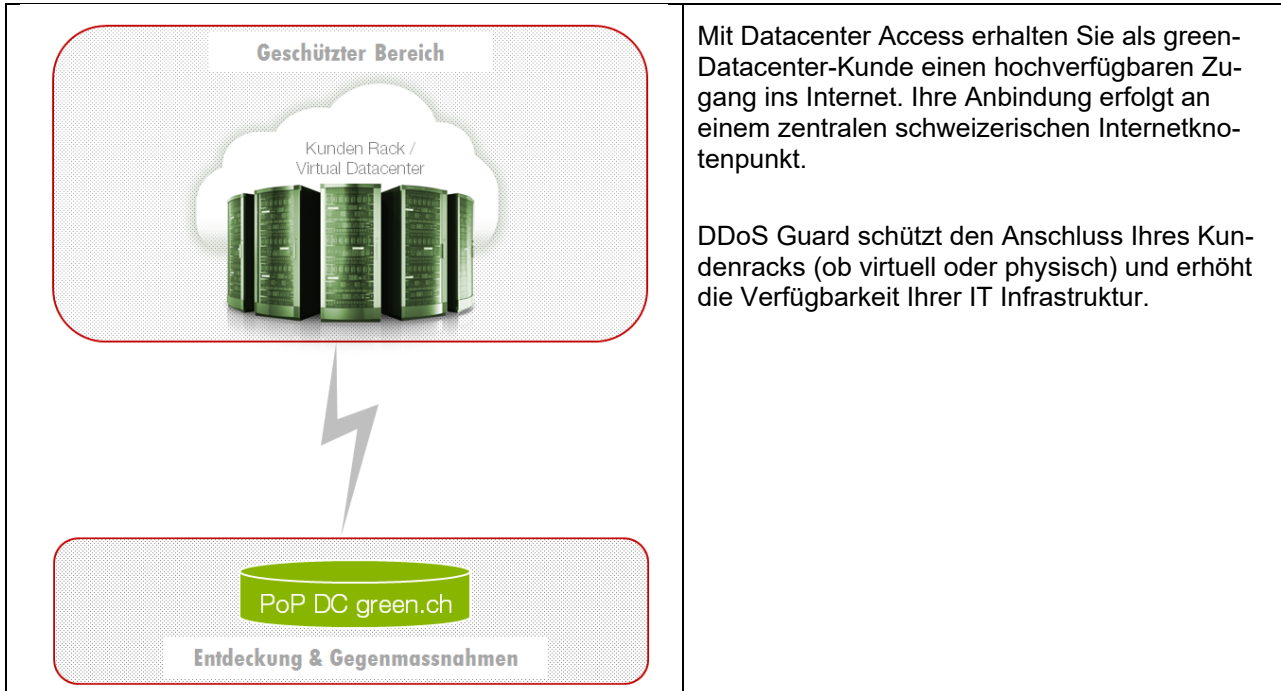 Geschützter Bereich
Kunden Rack /
Virtual Datacenter
PoP DC green.ch
Entdeckung & Gegenmassnahmen
Mit Datacenter Access erhalten Sie als green-
Datacenter-Kunde einen hochverfügbaren Zu-
gang ins Internet. Ihre Anbindung erfolgt an
einem zentralen schweizerischen Internetkno-
tenpunkt.
DDoS Guard schützt den Anschluss Ihres Kun-
denracks (ob virtuell oder physisch) und erhöht
die Verfügbarkeit Ihrer IT Infrastruktur.